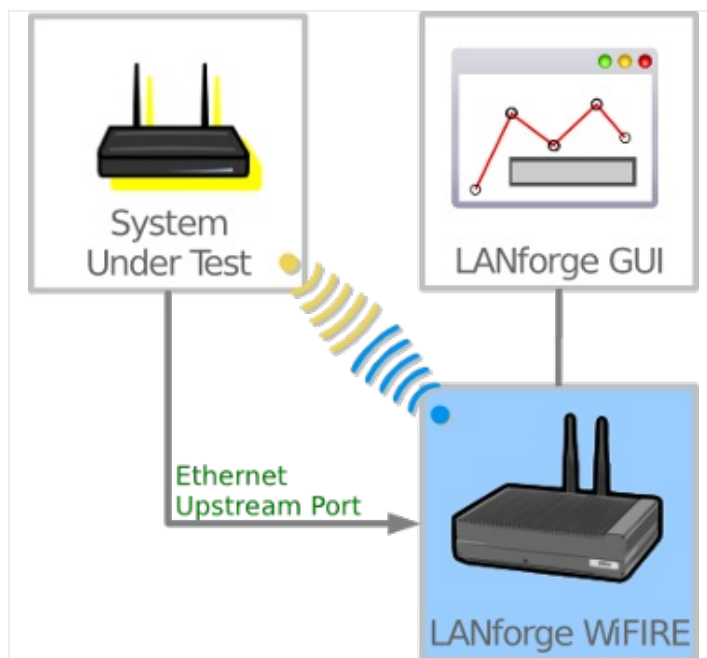 System
Under Test
LANforge GUI
Ethernet
Upstream Port
LANforge WiFIRE